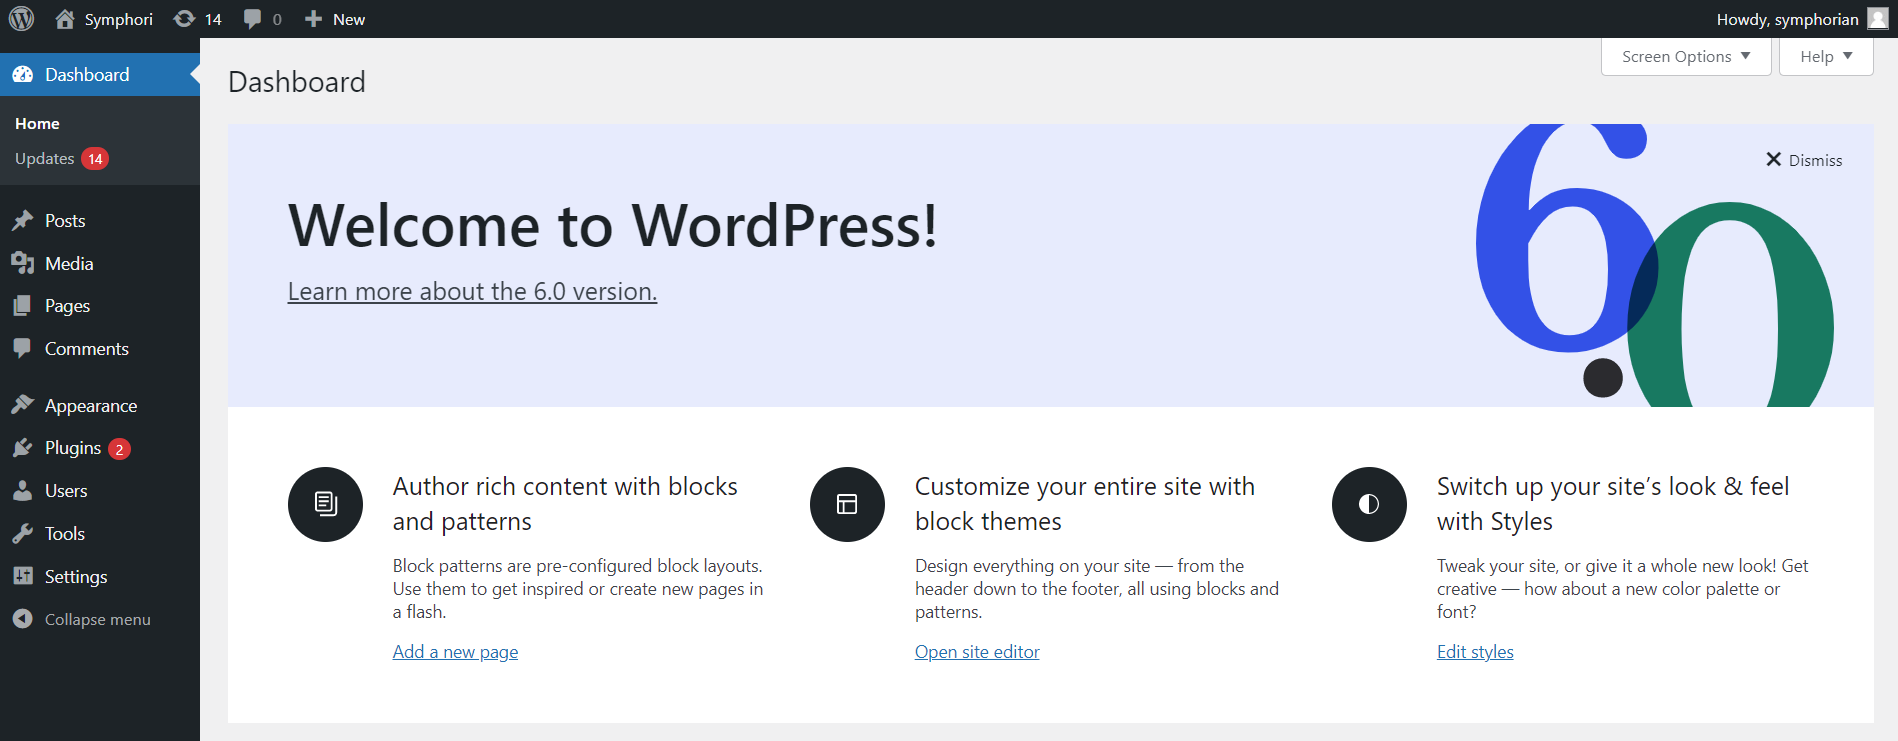 Symphori 14 0 New Howdy, symphorian
Screen Options Help
Dashboard
Home
Updates 14
Posts
Media
Pages
Comments
Appearance
Plugins 2
Users
Tools
Settings
Collapse menu
Dashboard
6.0
Dismiss
Welcome to WordPress!
Learn more about the 6.0 version.
Author rich content with blocks
and patterns
Block patterns are pre-configured block layouts.
Use them to get inspired or create new pages in
a flash.
Add a new page
Customize your entire site with
block themes
Design everything on your site — from the
header down to the footer, all using blocks and
patterns.
Open site editor
Switch up your site’s look & feel
with Styles
Tweak your site, or give it a whole new look! Get
creative — how about a new color palette or
font?
Edit styles